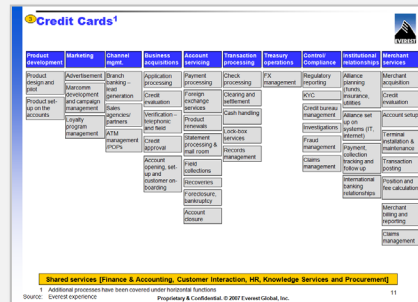 S Credit Cards1
EVEREST
Product development
Marketing
Channel mgmt.
Business acquisitions
Account servicing
Transaction processing
Treasury operations
Control/ Compliance
Institutional relationships
Merchant services
Product design and pilot
Product set-up on the accounts
Advertisement
Marcomm development and campaign management
Loyalty program management
Branch banking – lead generation
Sales agencies/ partners
ATM management /POPs
Application processing
Credit evaluation
Verification – telephonic and field
Credit approval
Account opening, set-up and customer on-boarding
Payment processing
Foreign exchange services
Product renewals
Statement processing & mail room
Field collections
Recoveries
Foreclosure, bankruptcy
Account closure
Check processing
Clearing and settlement
Cash handling
Lock-box services
Records management
FX management
Regulatory reporting
KYC
Credit bureau management
Investigations
Fraud management
Claims management
Alliance planning (funds, insurance, utilities
Alliance set up on systems (IT, Internet)
Payment, collection tracking and follow up
International banking relationships
Merchant acquisition
Credit evaluation
Account setup
Terminal installation & maintenance
Transaction posting
Position and fee calculation
Merchant billing and reporting
Claims management
Shared services [Finance & Accounting, Customer Interaction, HR, Knowledge Services and Procurement]
1 Additional processes have been covered under horizontal functions
Source: Everest experience
Proprietary & Confidential. © 2007 Everest Global, Inc.
11